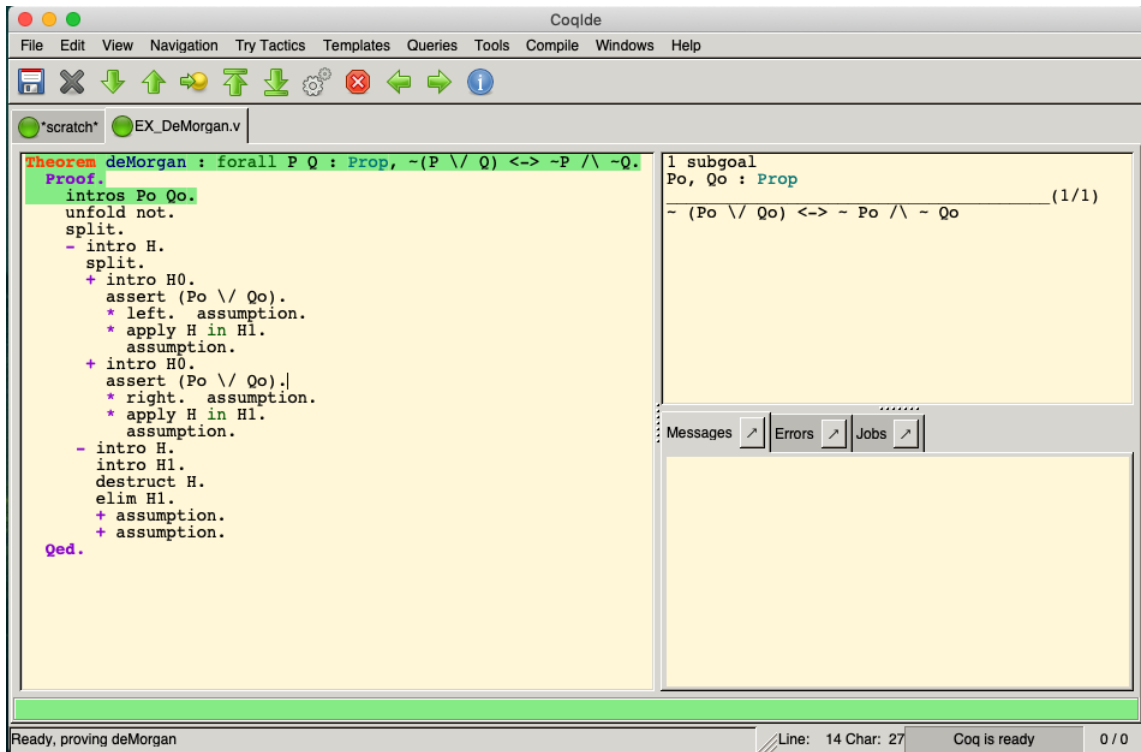 CoqIde
File Edit View Navigation Try Tactics Templates Queries Tools Compile Windows Help
*scratch* EX_DeMorgan.v
Theorem deMorgan : forall P Q : Prop, ~(P \/ Q) <-> ~P /\ ~Q.
Proof.
intros Po Qo.
unfold not.
split.
- intro H.
split.
+ intro H0.
assert (Po \/ Qo).
* left.  assumption.
* apply H in H1.
assumption.
+ intro H0.
assert (Po \/ Qo).
* right.  assumption.
* apply H in H1.
assumption.
- intro H.
intro H1.
destruct H.
elim H1.
+ assumption.
+ assumption.
Qed.
1 subgoal
Po, Qo : Prop
______________________________________(1/1)
~ (Po \/ Qo) <-> ~ Po /\ ~ Qo
Messages ↗ Errors ↗ Jobs ↗
Ready, proving deMorgan
Line: 14 Char: 27 Coq is ready 0 / 0